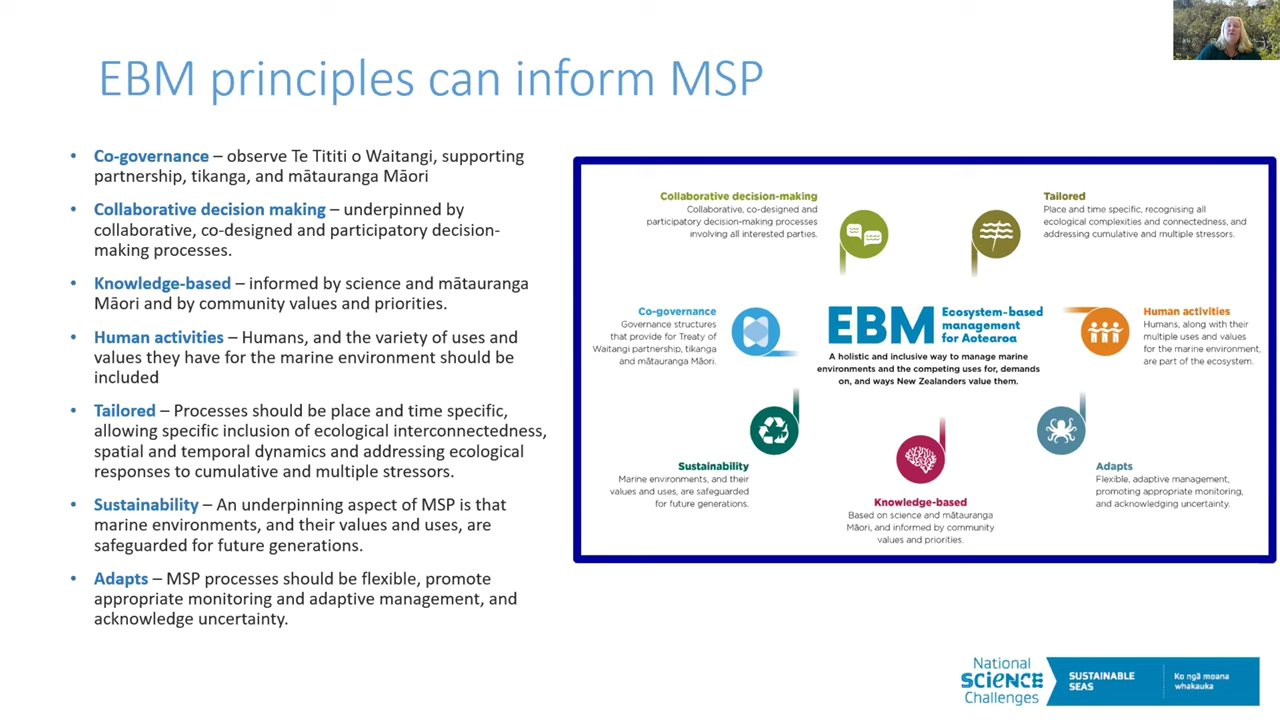 EBM principles can inform MSP
• Co-governance – observe Te Tititi o Waitangi, supporting
partnership, tikanga, and mātauranga Māori
• Collaborative decision making – underpinned by
collaborative, co-designed and participatory decision-
making processes.
• Knowledge-based – informed by science and mātauranga
Māori and by community values and priorities.
• Human activities – Humans, and the variety of uses and
values they have for the marine environment should be
included
• Tailored – Processes should be place and time specific,
allowing specific inclusion of ecological interconnectedness,
spatial and temporal dynamics and addressing ecological
responses to cumulative and multiple stressors.
• Sustainability – An underpinning aspect of MSP is that
marine environments, and their values and uses, are
safeguarded for future generations.
• Adapts – MSP processes should be flexible, promote
appropriate monitoring and adaptive management, and
acknowledge uncertainty.
Collaborative decision-making
Collaborative, co-designed and
participatory decision-making processes
involving all interested parties.
Tailored
Place and time specific, recognising all
ecological complexities and connectedness, and
addressing cumulative and multiple stressors.
Co-governance
Governance structures
that provide for Treaty of
Waitangi partnership, tikanga
and mātauranga Māori.
EBM
Ecosystem-based
management
for Aotearoa
A holistic and inclusive way to manage marine
environments and the competing uses for, demands
on, and ways New Zealanders value them.
Human activities
Humans, along with their
multiple uses and values
for the marine environment,
are part of the ecosystem.
Sustainability
Marine environments, and their
values and uses, are safeguarded
for future generations.
Knowledge-based
Based on science and mātauranga
Māori, and informed by community
values and priorities.
Adapts
Flexible, adaptive management,
promoting appropriate monitoring,
and acknowledging uncertainty.
National
SCIENCE
Challenges
SUSTAINABLE
SEAS
Ko ngā moana
whakauka